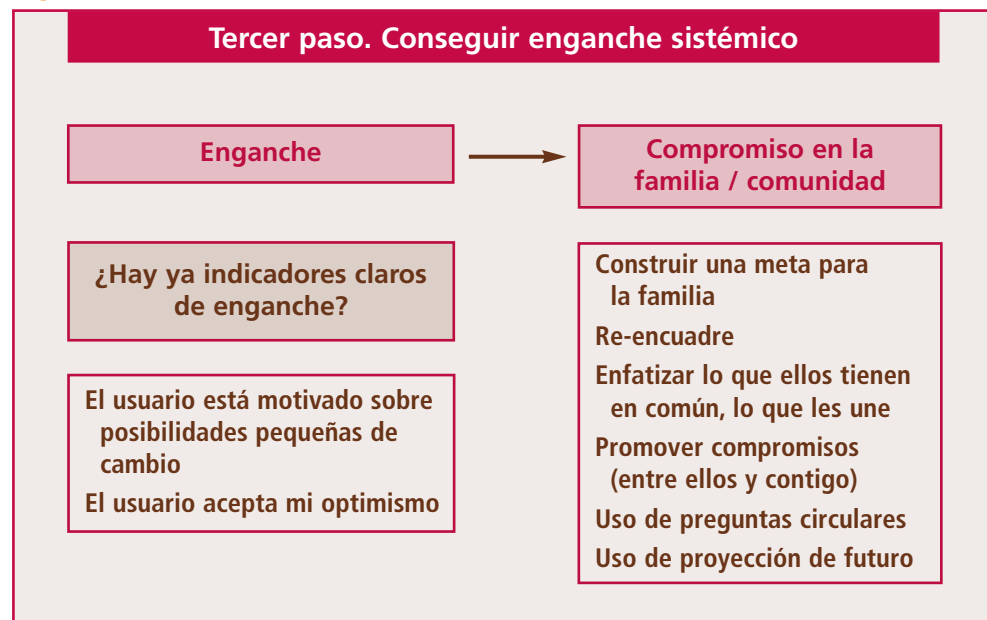 Tercer paso. Conseguir enganche sistémico
Enganche
¿Hay ya indicadores claros
de enganche?
El usuario está motivado sobre
posibilidades pequeñas de
cambio
El usuario acepta mi optimismo
Compromiso en la
familia / comunidad
Construir una meta para
la familia
Re-encuadre
Enfatizar lo que ellos tienen
en común, lo que les une
Promover compromisos
(entre ellos y contigo)
Uso de preguntas circulares
Uso de proyección de futuro